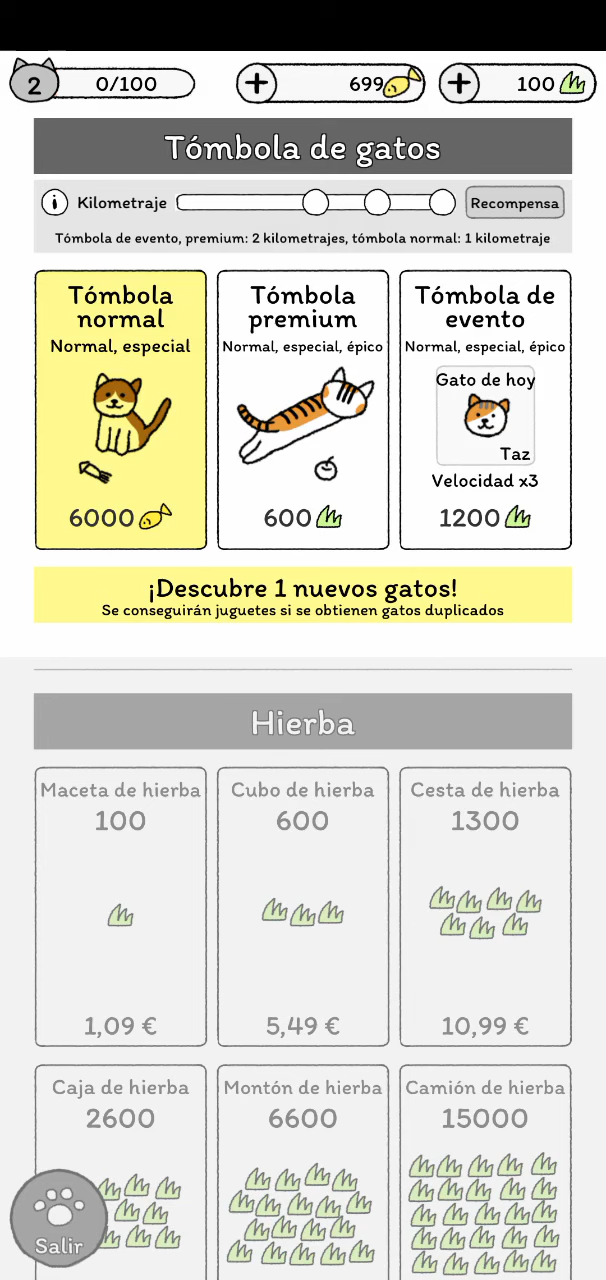 2 0/100 699 100
Tómbola de gatos
i Kilometraje Recompensa
Tómbola de evento, premium: 2 kilometrajes, tómbola normal: 1 kilometraje
Tómbola
normal
Normal, especial
6000
Tómbola
premium
Normal, especial, épico
600
Tómbola de
evento
Normal, especial, épico
Gato de hoy
Taz
Velocidad x3
1200
¡Descubre 1 nuevos gatos!
Se conseguirán juguetes si se obtienen gatos duplicados
Hierba
Maceta de hierba
100
1,09 €
Cubo de hierba
600
5,49 €
Cesta de hierba
1300
10,99 €
Caja de hierba
2600
Montón de hierba
6600
Camión de hierba
15000
Salir